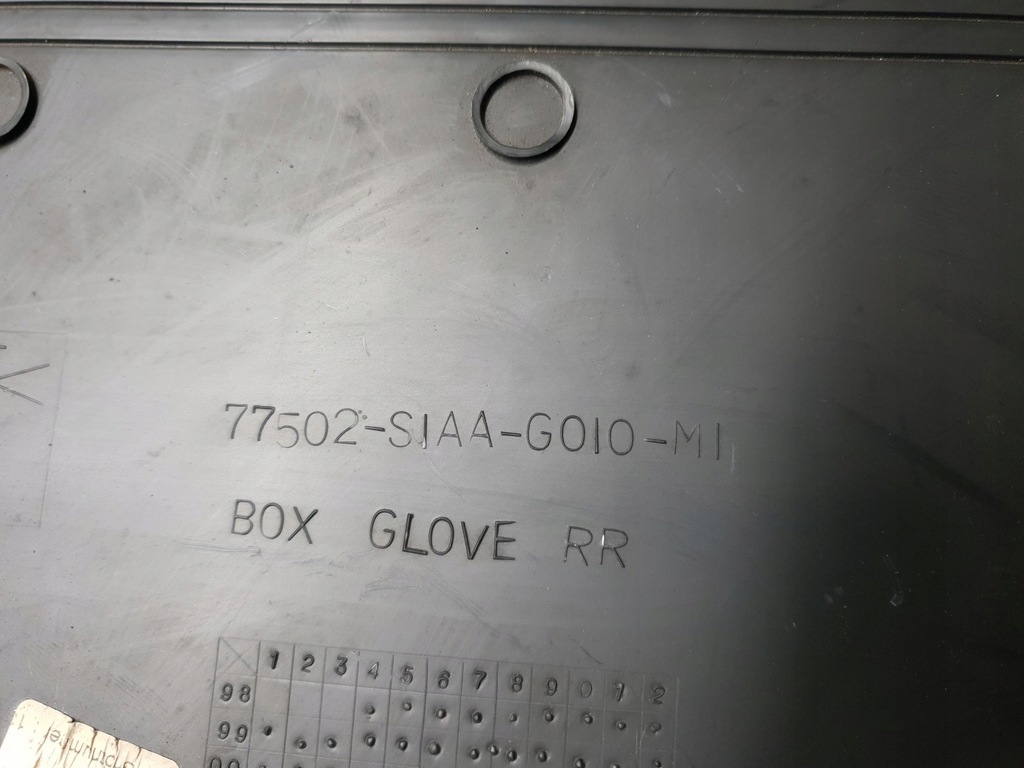 77502-S1AA-G010-M1
BOX GLOVE RR
1 2 3 4 5 6 7 8 9 0 1 2
98
99
00